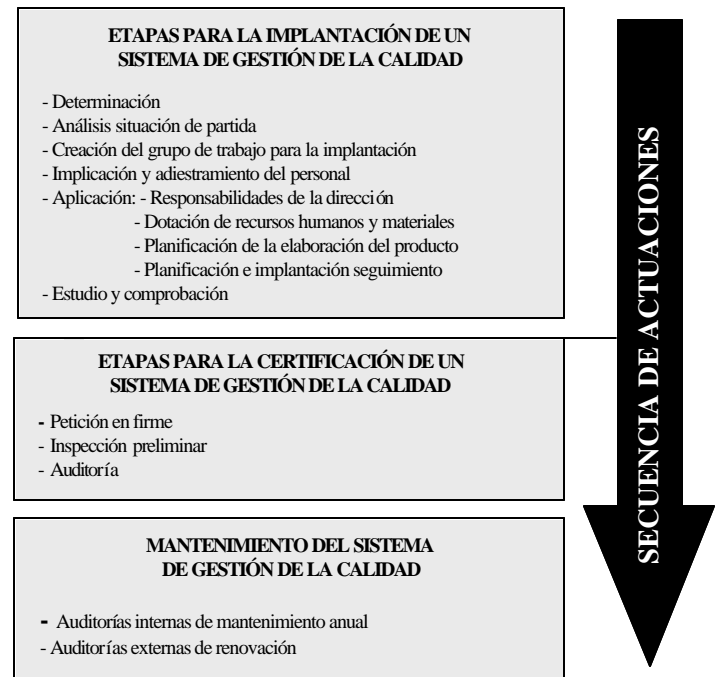 ETAPAS PARA LA IMPLANTACIÓN DE UN
SISTEMA DE GESTIÓN DE LA CALIDAD
- Determinación
- Análisis situación de partida
- Creación del grupo de trabajo para la implantación
- Implicación y adiestramiento del personal
- Aplicación: - Responsabilidades de la dirección
- Dotación de recursos humanos y materiales
- Planificación de la elaboración del producto
- Planificación e implantación seguimiento
- Estudio y comprobación
ETAPAS PARA LA CERTIFICACIÓN DE UN
SISTEMA DE GESTIÓN DE LA CALIDAD
- Petición en firme
- Inspección preliminar
- Auditoría
MANTENIMIENTO DEL SISTEMA
DE GESTIÓN DE LA CALIDAD
- Auditorías internas de mantenimiento anual
- Auditorías externas de renovación
SECUENCIA DE ACTUACIONES